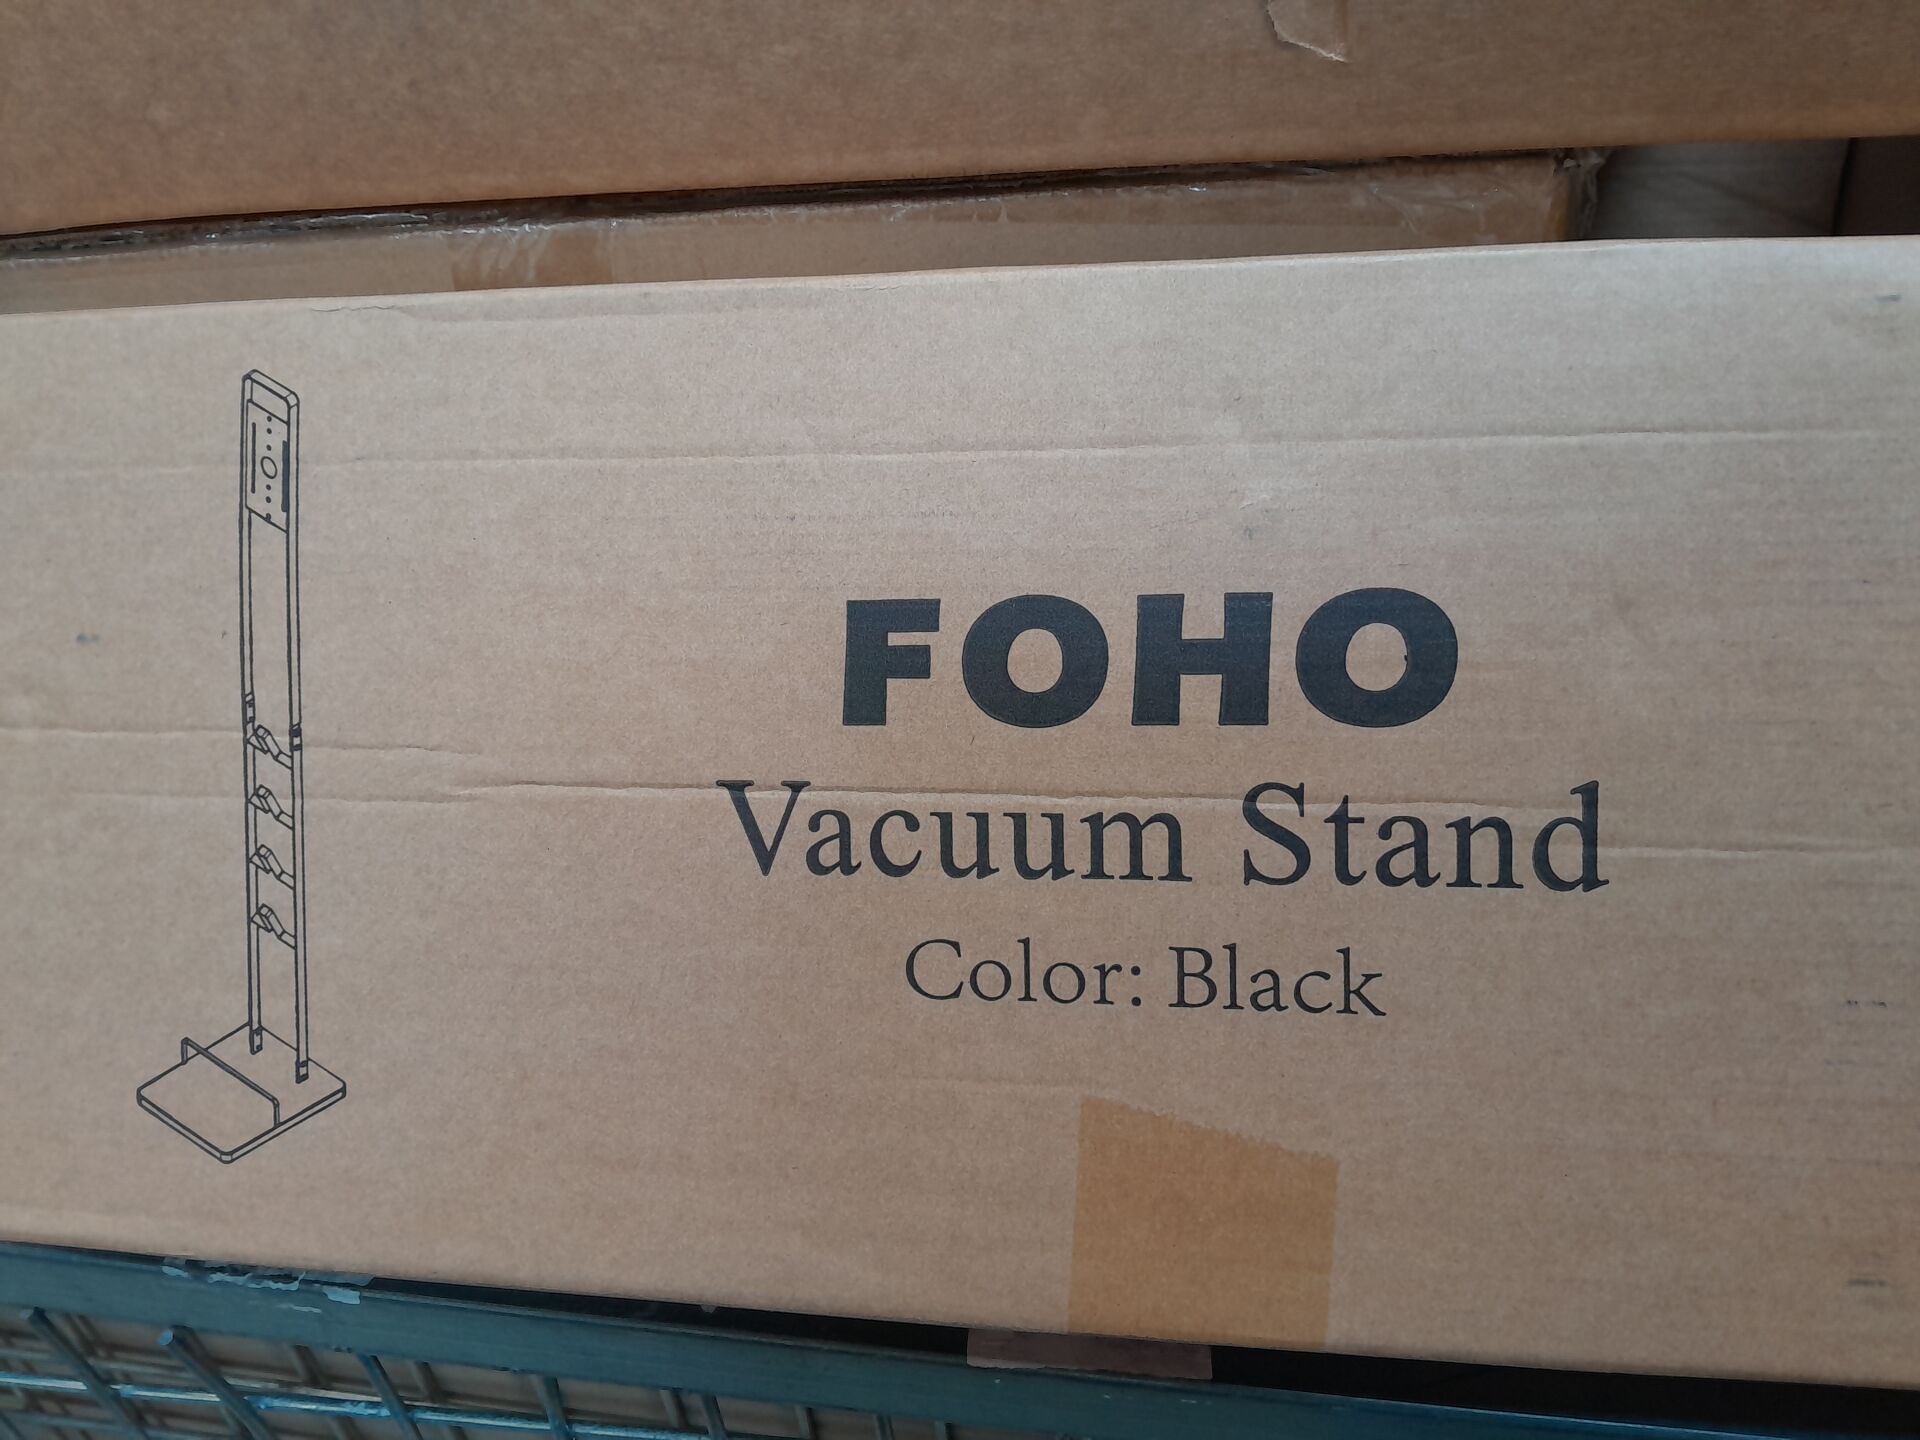 FOHO
Vacuum Stand
Color: Black